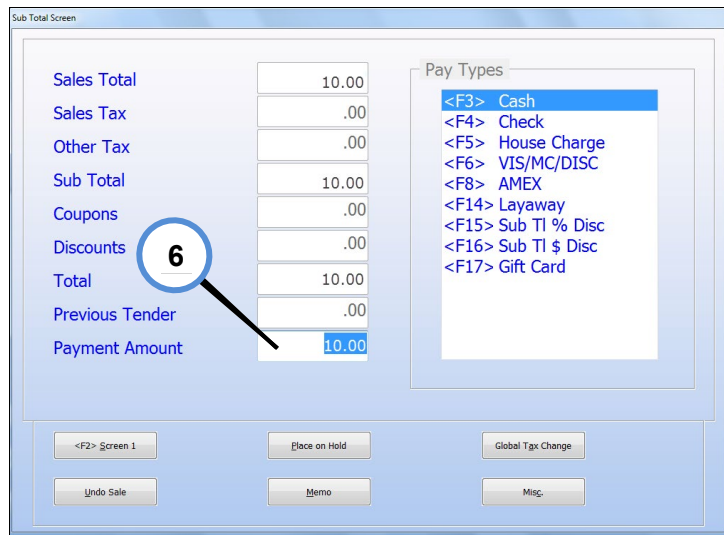 Sub Total Screen
Sales Total 10.00
Sales Tax .00
Other Tax .00
Sub Total 10.00
Coupons .00
Discounts .00
6
Total 10.00
Previous Tender .00
Payment Amount 10.00
Pay Types
<F3> Cash
<F4> Check
<F5> House Charge
<F6> VIS/MC/DISC
<F8> AMEX
<F14> Layaway
<F15> Sub Tl % Disc
<F16> Sub Tl $ Disc
<F17> Gift Card
<F2> Screen 1 Place on Hold Global Tax Change
Undo Sale Memo Misc.